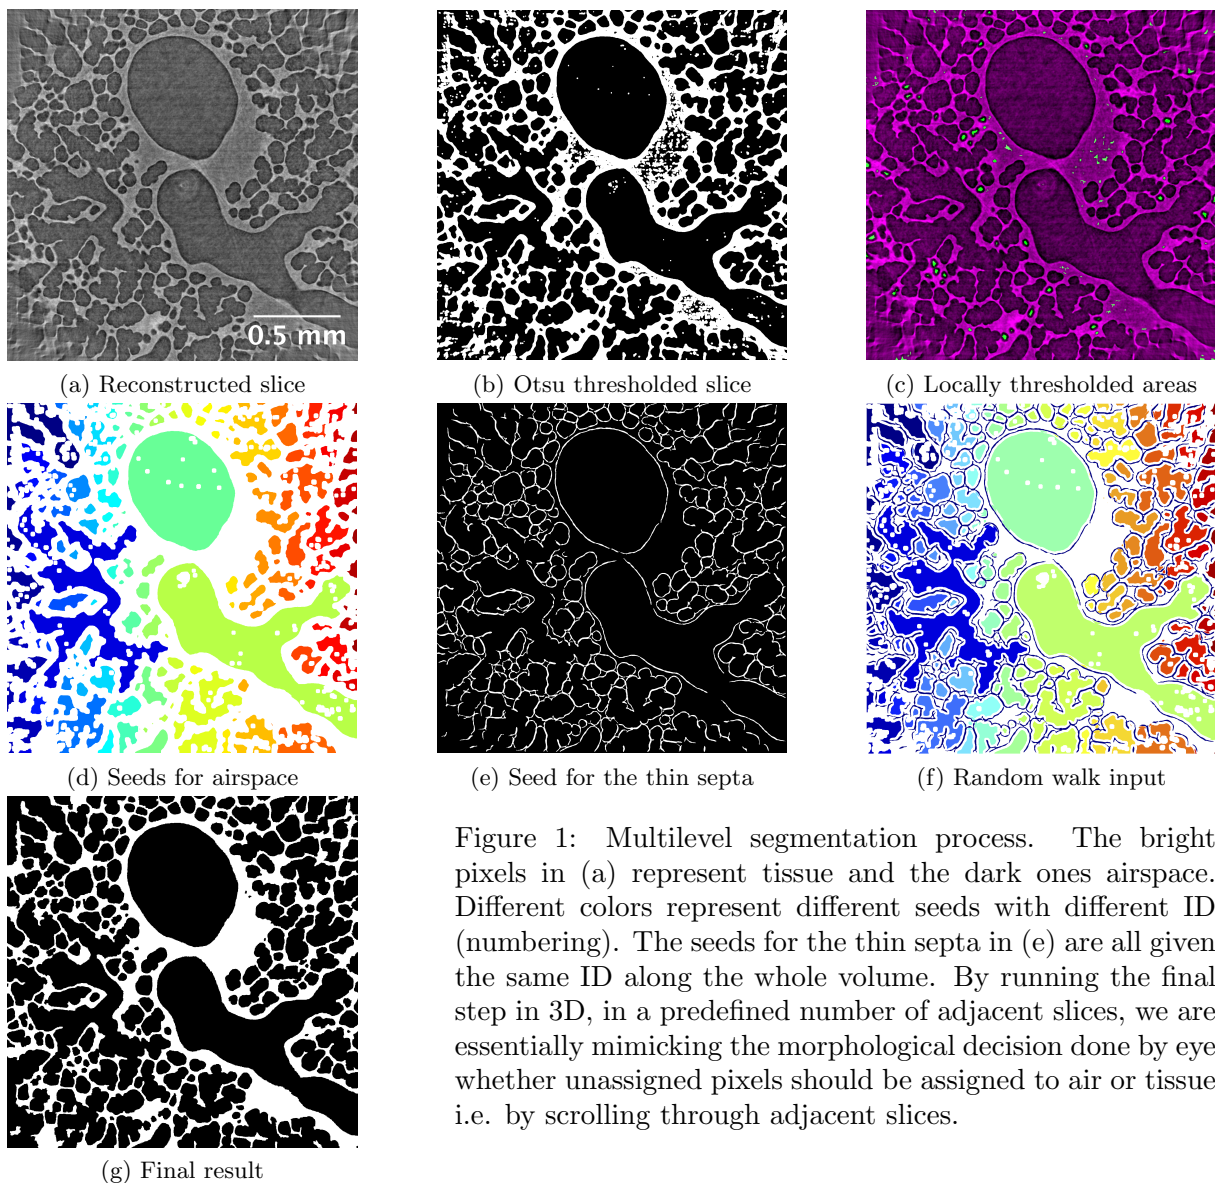 0.5 mm
(a) Reconstructed slice
(b) Otsu thresholded slice
(c) Locally thresholded areas
(d) Seeds for airspace
(e) Seed for the thin septa
(f) Random walk input
(g) Final result
Figure 1: Multilevel segmentation process. The bright
pixels in (a) represent tissue and the dark ones airspace.
Different colors represent different seeds with different ID
(numbering). The seeds for the thin septa in (e) are all given
the same ID along the whole volume. By running the final
step in 3D, in a predefined number of adjacent slices, we are
essentially mimicking the morphological decision done by eye
whether unassigned pixels should be assigned to air or tissue
i.e. by scrolling through adjacent slices.